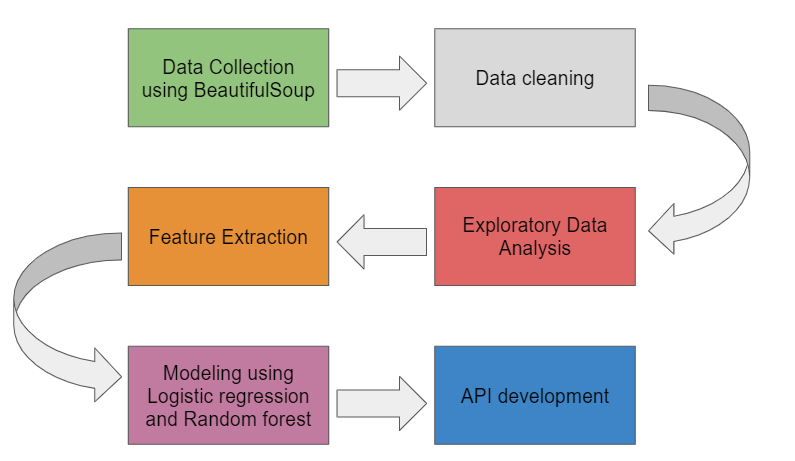 Data Collection
using BeautifulSoup
Data cleaning
Exploratory Data
Analysis
Feature Extraction
Modeling using
Logistic regression
and Random forest
API development